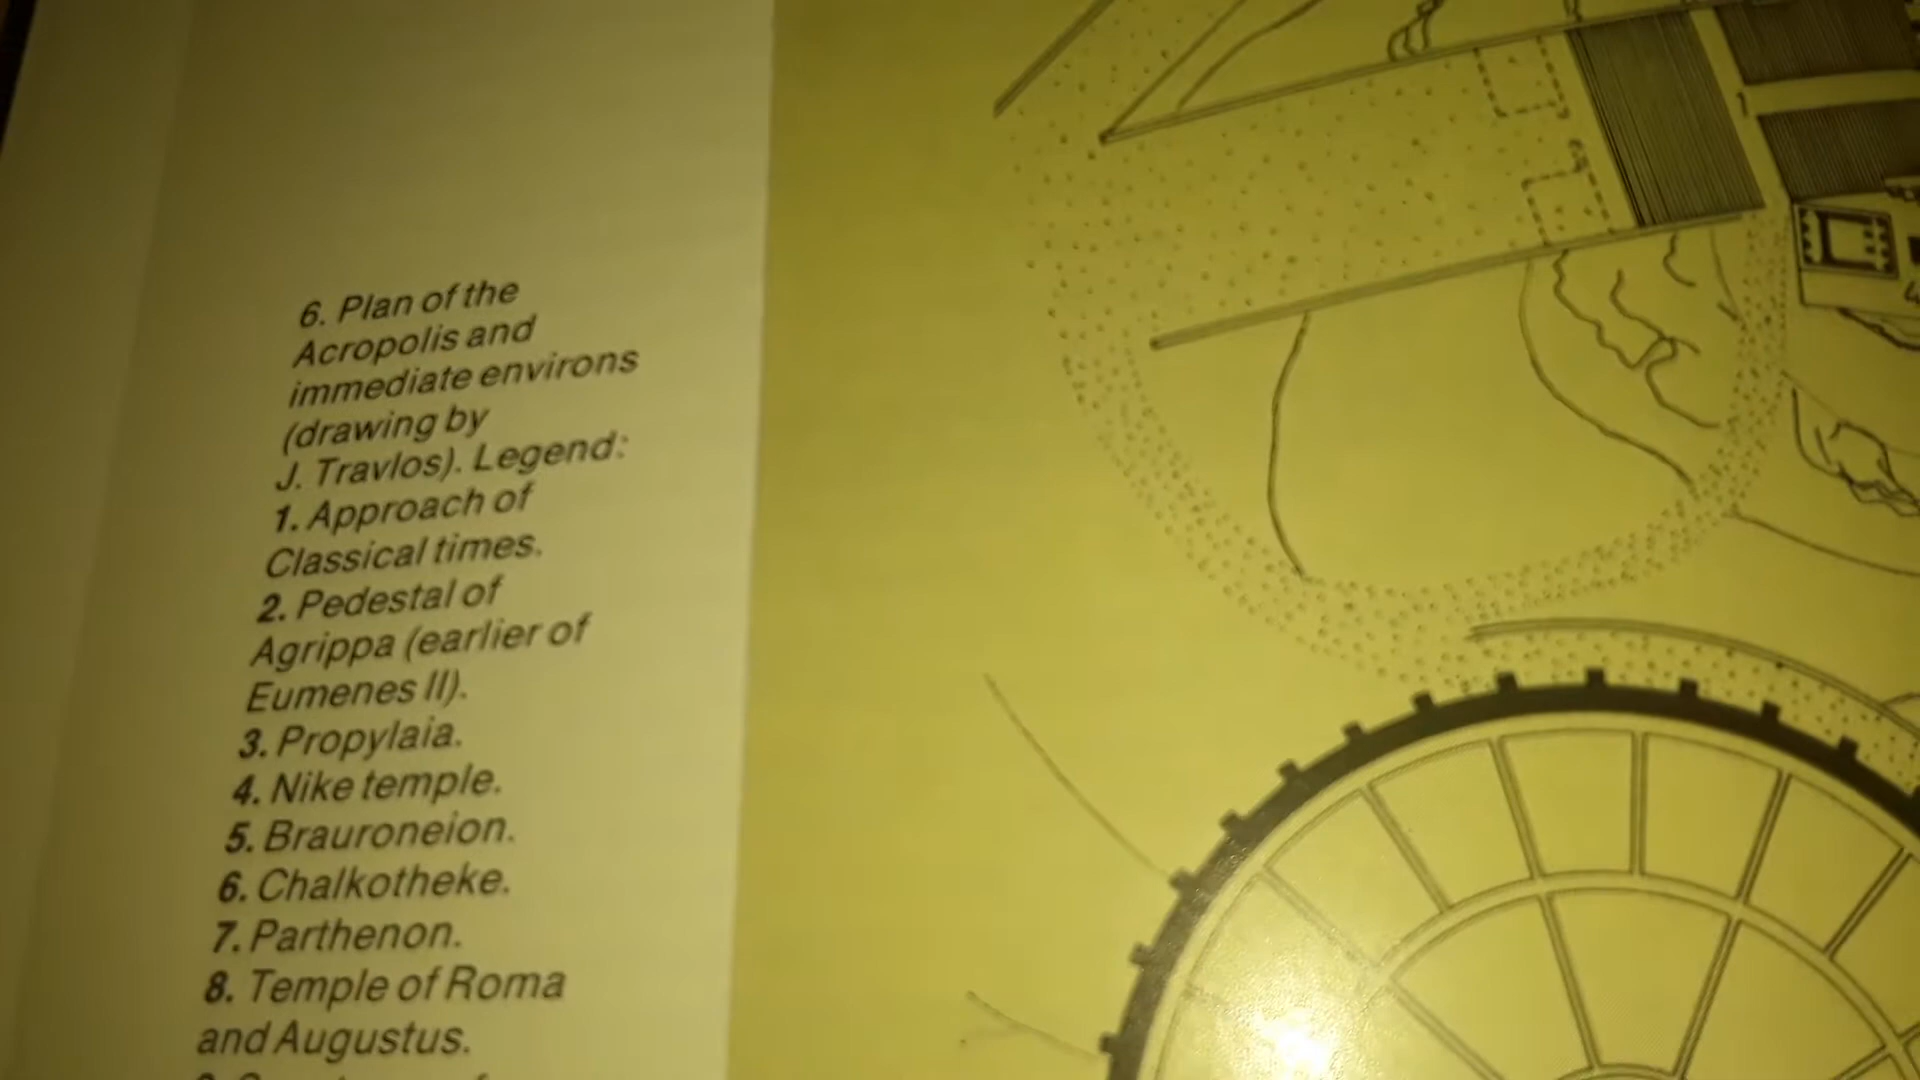 6. Plan of the
Acropolis and
immediate environs
(drawing by
J. Travlos). Legend:
1. Approach of
Classical times.
2. Pedestal of
Agrippa (earlier of
Eumenes II).
3. Propylaia.
4. Nike temple.
5. Brauroneion.
6. Chalkotheke.
7. Parthenon.
8. Temple of Roma
and Augustus.
1